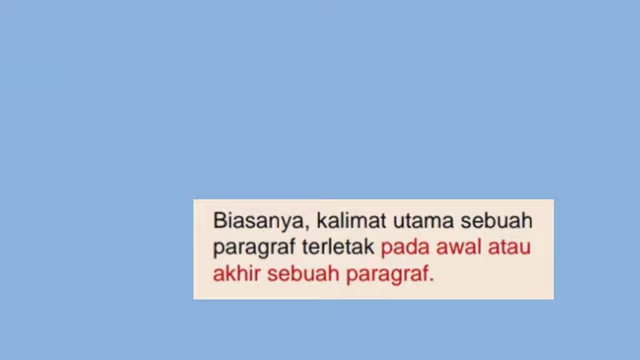 Biasanya, kalimat utama sebuah
paragraf terletak pada awal atau
akhir sebuah paragraf.